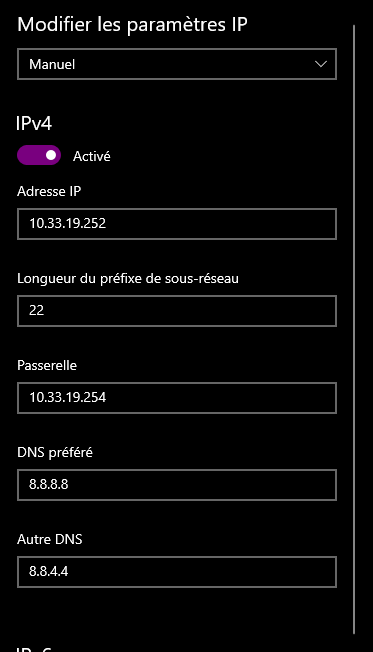 Modifier les paramètres IP
Manuel
IPv4
Activé
Adresse IP
10.33.19.252
Longueur du préfixe de sous-réseau
22
Passerelle
10.33.19.254
DNS préféré
8.8.8.8
Autre DNS
8.8.4.4